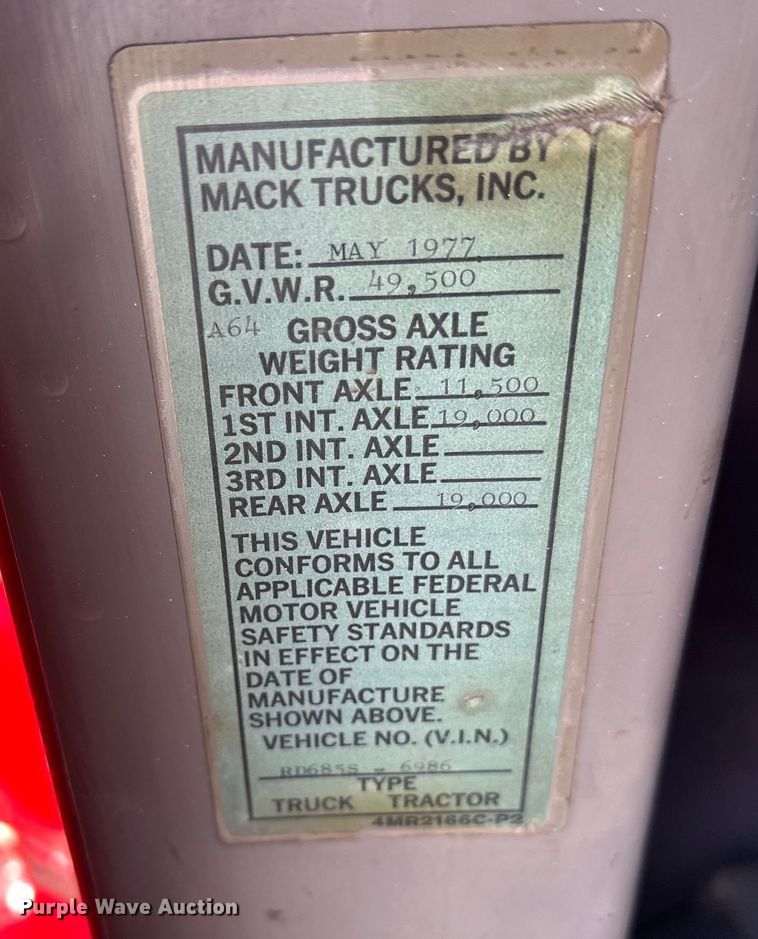 MANUFACTURED BY
MACK TRUCKS, INC.
DATE: MAY 1977
G.V.W.R. 49,500
A64 GROSS AXLE
WEIGHT RATING
FRONT AXLE 11,500
1ST INT. AXLE 19,000
2ND INT. AXLE
3RD INT. AXLE
REAR AXLE 19,000
THIS VEHICLE
CONFORMS TO ALL
APPLICABLE FEDERAL
MOTOR VEHICLE
SAFETY STANDARDS
IN EFFECT ON THE
DATE OF
MANUFACTURE
SHOWN ABOVE.
VEHICLE NO. (V.I.N.)
RD685S - 6986
TYPE
TRUCK TRACTOR
4MR2166C-P2
Purple Wave Auction